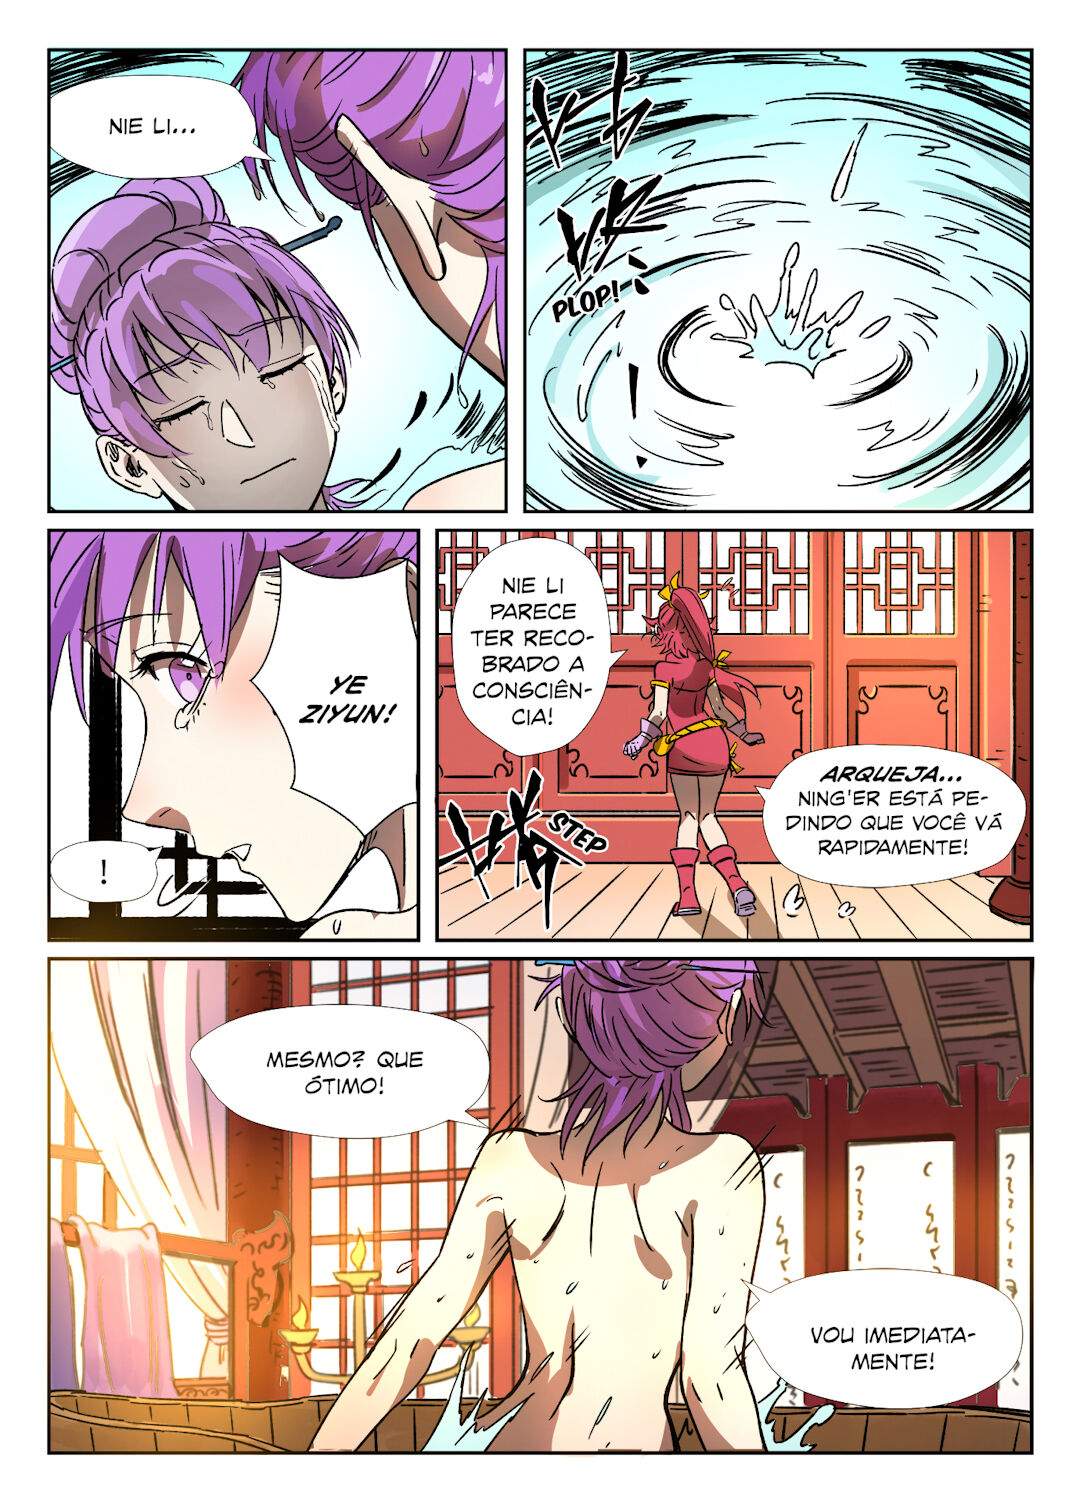 NIE LI...
PLOP!
YE
ZIYUN!
!
NIE LI
PARECE
TER RECO-
BRADO A
CONSCIÊN-
CIA!
STEP
ARQUEJA...
NING'ER ESTÁ PE-
DINDO QUE VOCÊ VÁ
RAPIDAMENTE!
MESMO? QUE
ÓTIMO!
VOU IMEDIATA-
MENTE!